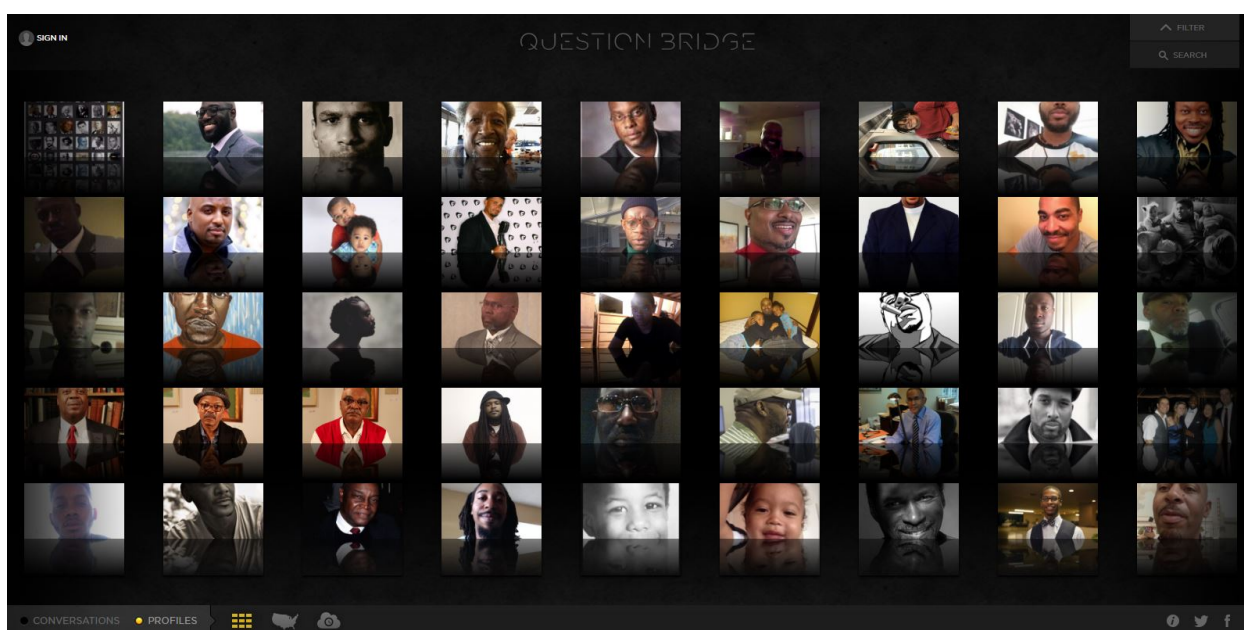 SIGN IN
QUESTION BRIDGE
FILTER
SEARCH
CONVERSATIONS
PROFILES